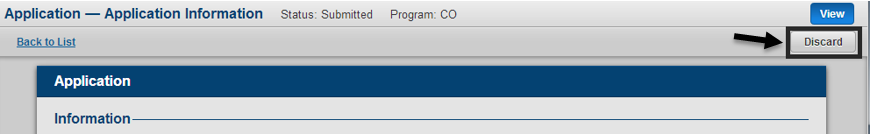 Application — Application Information Status: Submitted Program: CO View
Back to List Discard
Application
Information